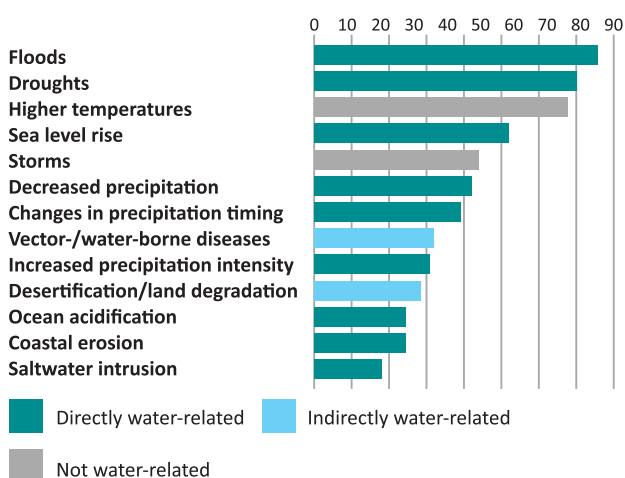 0 10 20 30 40 50 60 70 80 90
Floods
Droughts
Higher temperatures
Sea level rise
Storms
Decreased precipitation
Changes in precipitation timing
Vector-/water-borne diseases
Increased precipitation intensity
Desertification/land degradation
Ocean acidification
Coastal erosion
Saltwater intrusion
Directly water-related Indirectly water-related
Not water-related